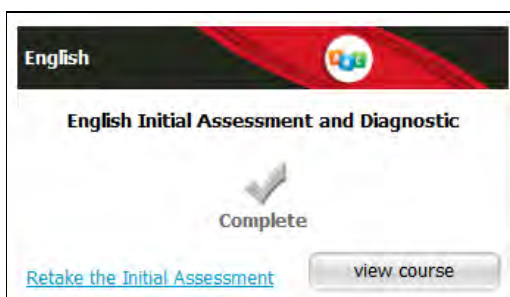 English
English Initial Assessment and Diagnostic
Complete
Retake the Initial Assessment
view course